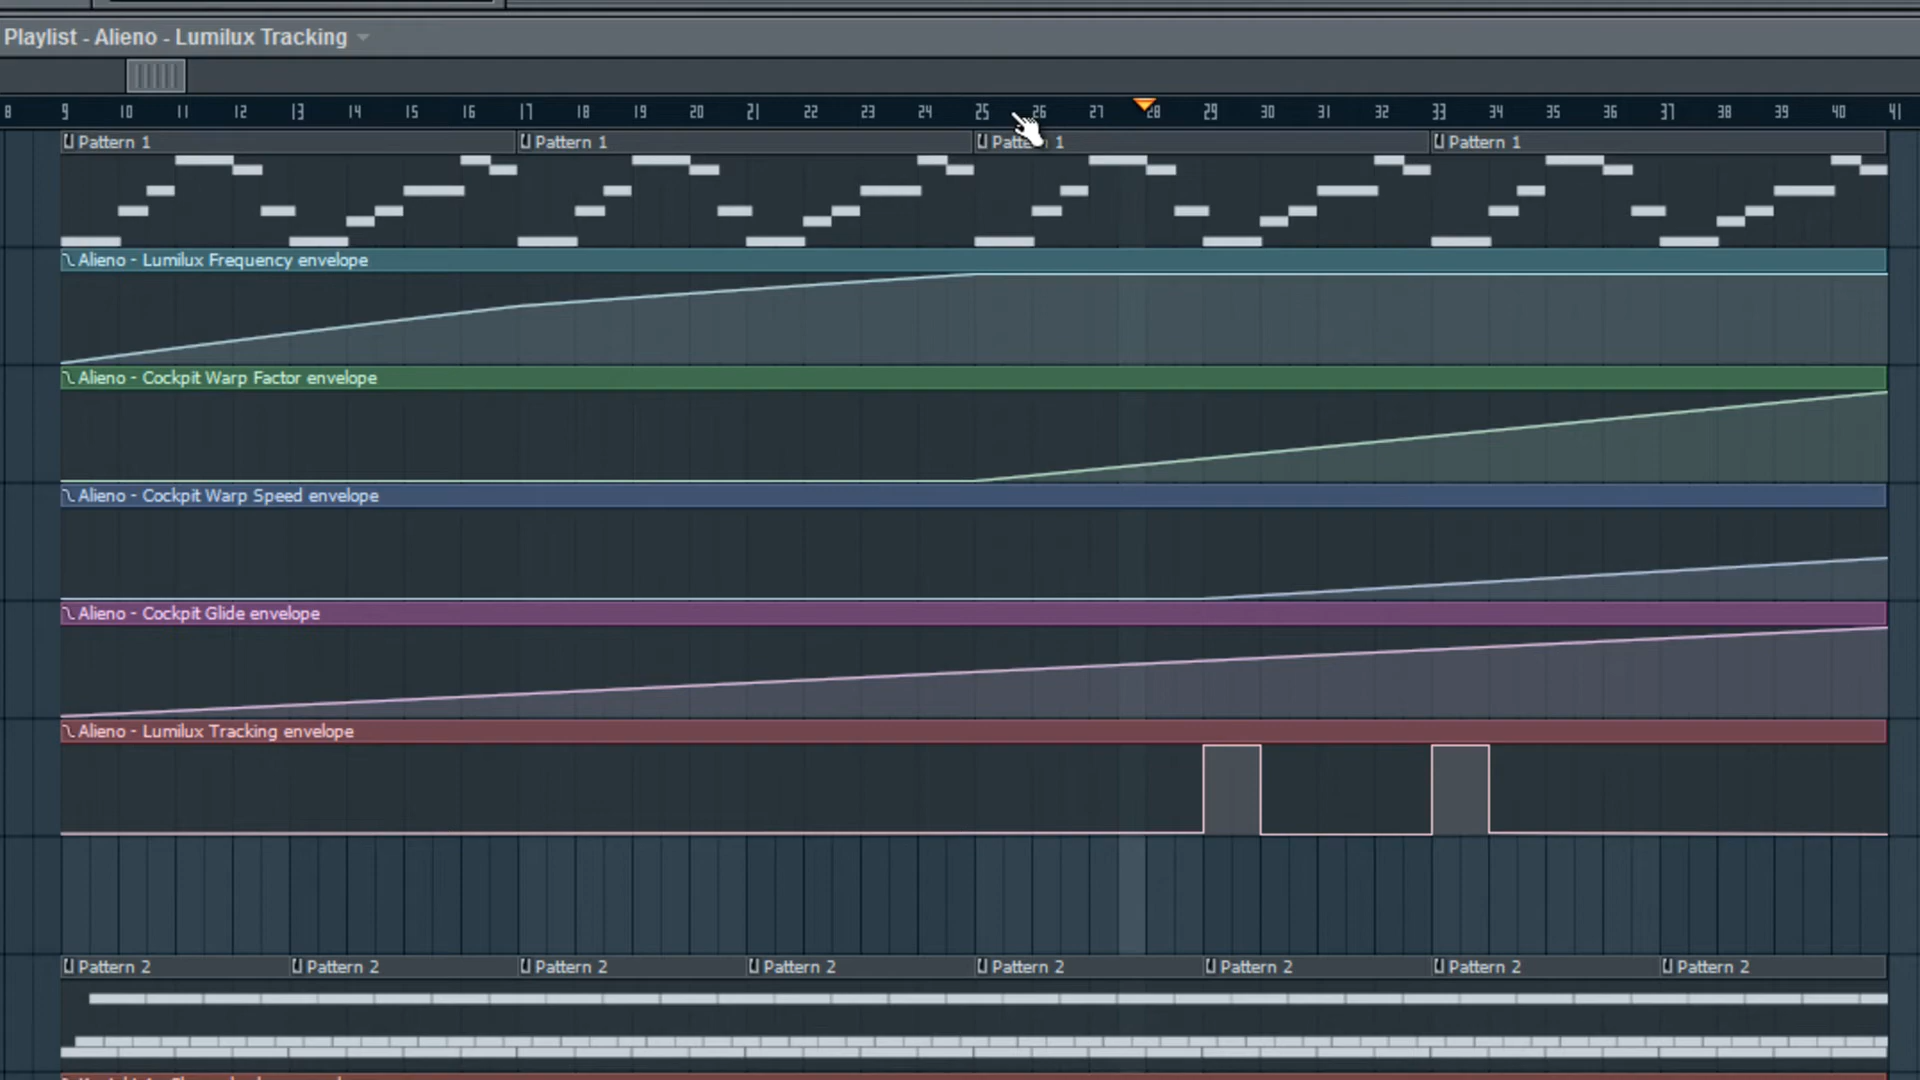 Playlist - Alieno - Lumilux Tracking
8 9 10 11 12 13 14 15 16 17 18 19 20 21 22 23 24 25 26 27 28 29 30 31 32 33 34 35 36 37 38 39 40 41
Pattern 1 Pattern 1 Pattern 1 Pattern 1
Alieno - Lumilux Frequency envelope
Alieno - Cockpit Warp Factor envelope
Alieno - Cockpit Warp Speed envelope
Alieno - Cockpit Glide envelope
Alieno - Lumilux Tracking envelope
Pattern 2 Pattern 2 Pattern 2 Pattern 2 Pattern 2 Pattern 2 Pattern 2 Pattern 2